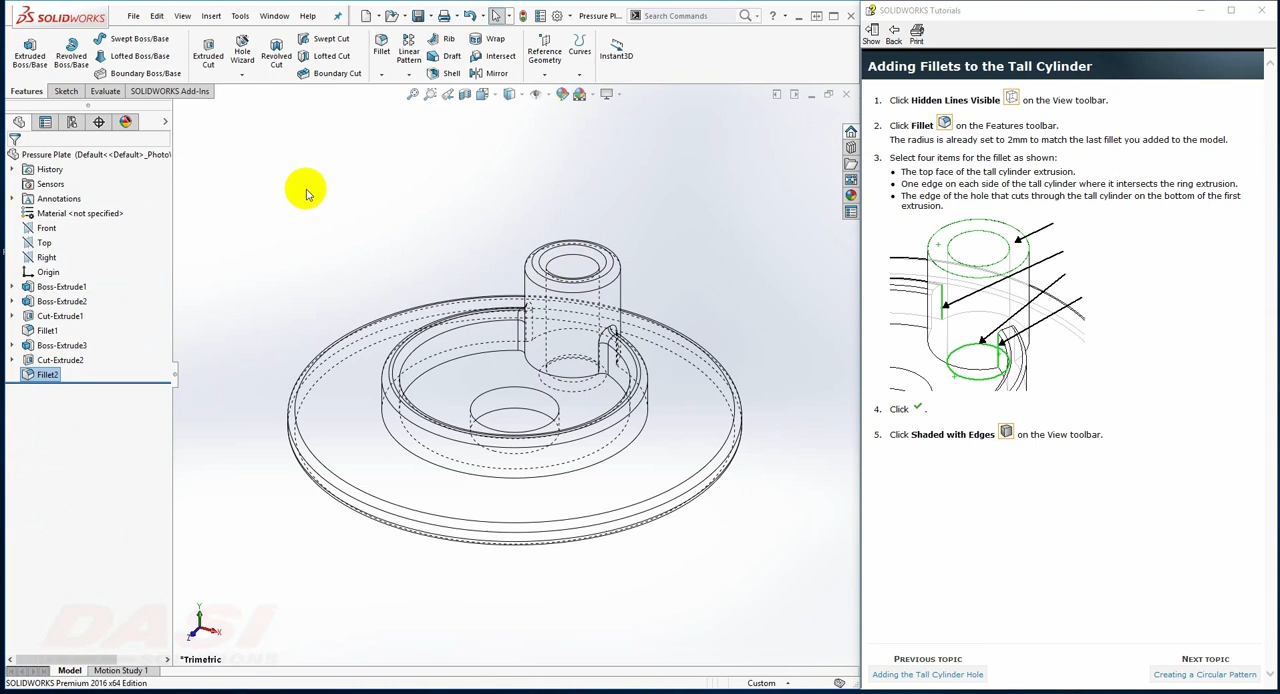 SOLIDWORKS File Edit View Insert Tools Window Help Pressure Pl... Search Commands ?
Extruded Boss/Base
Revolved Boss/Base
Swept Boss/Base
Lofted Boss/Base
Boundary Boss/Base
Extruded Cut
Hole Wizard
Revolved Cut
Swept Cut
Lofted Cut
Boundary Cut
Fillet
Linear Pattern
Rib
Draft
Shell
Wrap
Intersect
Mirror
Reference Geometry
Curves
Instant3D
Features Sketch Evaluate SOLIDWORKS Add-Ins
Pressure Plate (Default<<Default>_Photo
History
Sensors
Annotations
Material <not specified>
Front
Top
Right
Origin
Boss-Extrude1
Boss-Extrude2
Cut-Extrude1
Fillet1
Boss-Extrude3
Cut-Extrude2
Fillet2
DASI
SOLUTIONS
Y
X
Z
*Trimetric
Model Motion Study 1
SOLIDWORKS Premium 2016 x64 Edition
Custom
SOLIDWORKS Tutorials
Show Back Print
Adding Fillets to the Tall Cylinder
1. Click Hidden Lines Visible on the View toolbar.
2. Click Fillet on the Features toolbar.
The radius is already set to 2mm to match the last fillet you added to the model.
3. Select four items for the fillet as shown:
• The top face of the tall cylinder extrusion.
• One edge on each side of the tall cylinder where it intersects the ring extrusion.
• The edge of the hole that cuts through the tall cylinder on the bottom of the first
extrusion.
4. Click .
5. Click Shaded with Edges on the View toolbar.
PREVIOUS TOPIC
Adding the Tall Cylinder Hole
NEXT TOPIC
Creating a Circular Pattern